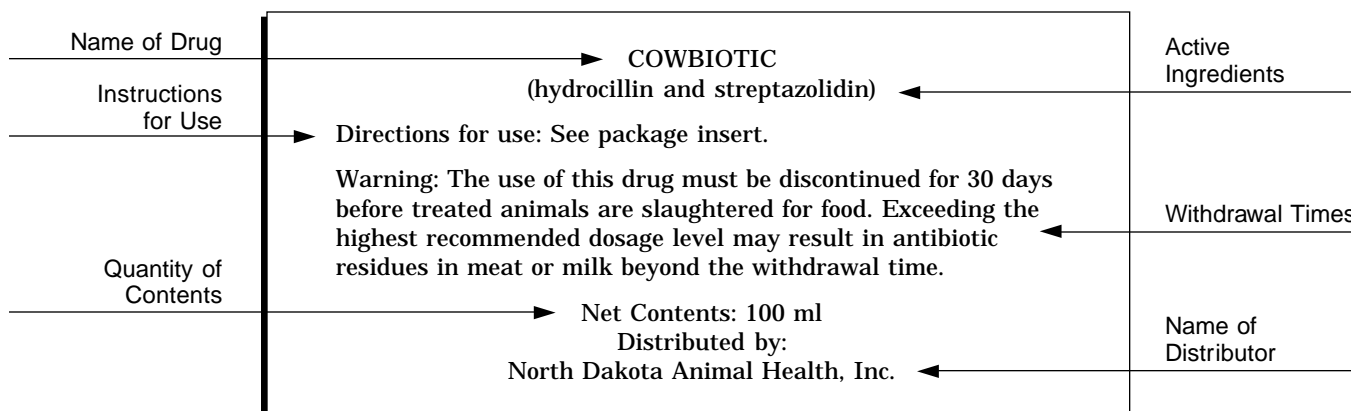 Name of Drug
COWBIOTIC
Active
Ingredients
(hydrocillin and streptazolidin)
Instructions
for Use
Directions for use: See package insert.
Warning: The use of this drug must be discontinued for 30 days
before treated animals are slaughtered for food. Exceeding the
highest recommended dosage level may result in antibiotic
residues in meat or milk beyond the withdrawal time.
Withdrawal Times
Quantity of
Contents
Net Contents: 100 ml
Distributed by:
North Dakota Animal Health, Inc.
Name of
Distributor